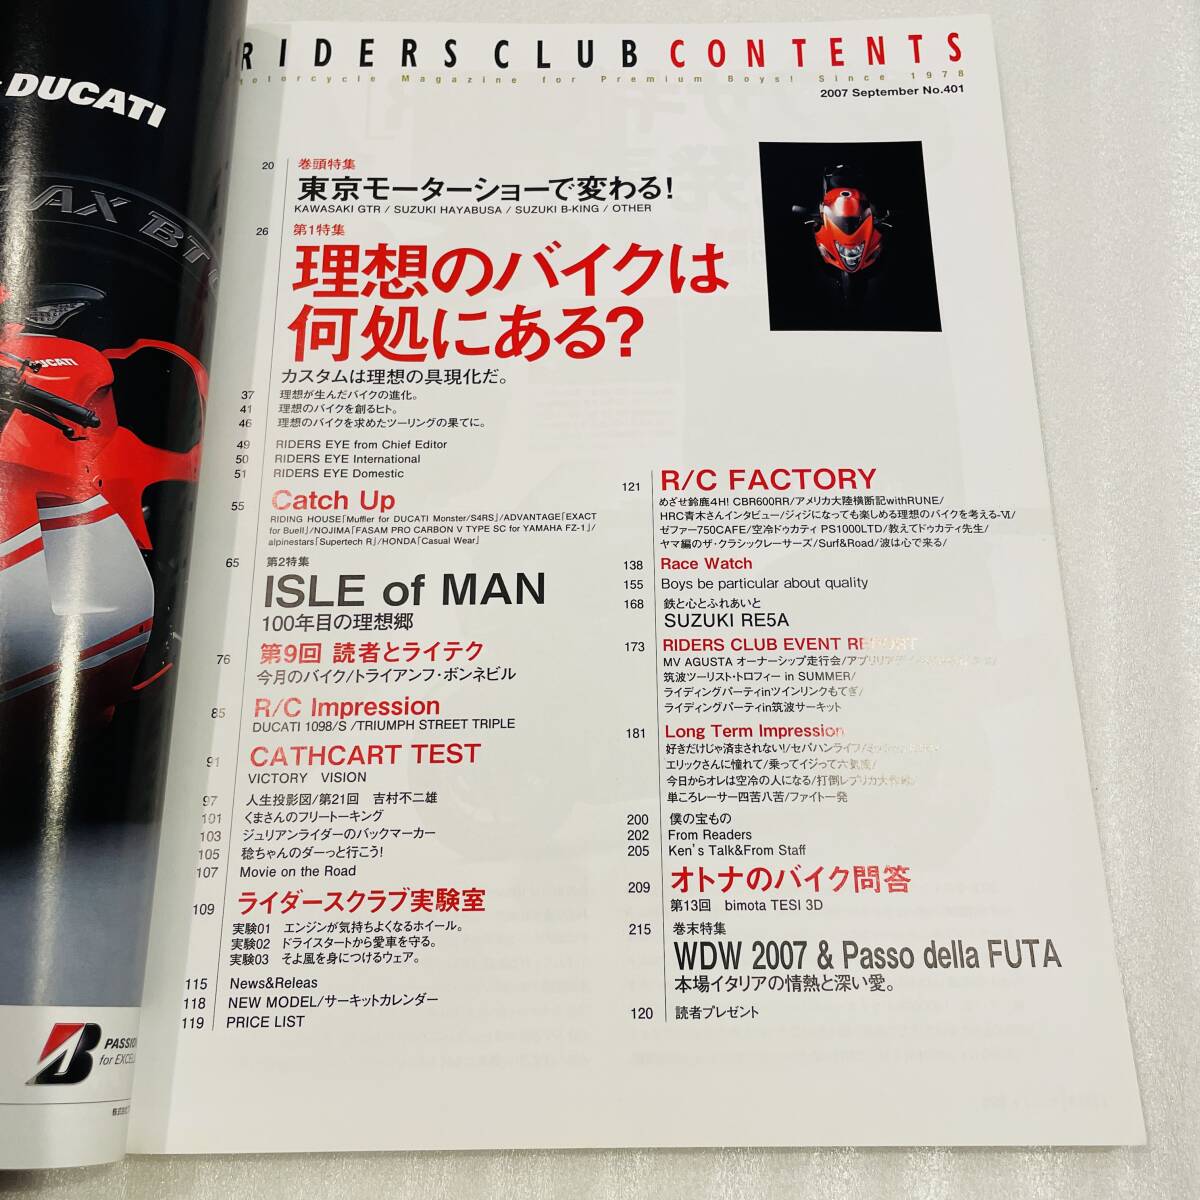 DUCATI
AX BT
DUCATI
PASSION
for EXCEL
RIDERS CLUB CONTENTS
Motorcycle Magazine for Premium Boys! Since 1978
2007 September No.401
20 巻頭特集
東京モーターショーで変わる!
KAWASAKI GTR / SUZUKI HAYABUSA / SUZUKI B-KING / OTHER
26 第1特集
理想のバイクは
何処にある?
カスタムは理想の具現化だ。
37 理想が生んだバイクの進化。
41 理想のバイクを創るヒト。
46 理想のバイクを求めたツーリングの果てに。
49 RIDERS EYE from Chief Editor
50 RIDERS EYE International
51 RIDERS EYE Domestic
55 Catch Up
RIDING HOUSE「Muffler for DUCATI Monster/S4RS」/ADVANTAGE「EXACT
for Buell」/NOJIMA「FASAM PRO CARBON V TYPE SC for YAMAHA FZ-1」/
alpinestars「Supertech R」/HONDA「Casual Wear」
65 第2特集
ISLE of MAN
100年目の理想郷
76 第9回 読者とライテク
今月のバイク/トライアンフ・ボンネビル
85 R/C Impression
DUCATI 1098/S /TRIUMPH STREET TRIPLE
91 CATHCART TEST
VICTORY VISION
97 人生投影図/第21回 吉村不二雄
101 くまさんのフリートーキング
103 ジュリアンライダーのバックマーカー
105 稔ちゃんのダーっと行こう!
107 Movie on the Road
109 ライダースクラブ実験室
実験01 エンジンが気持ちよくなるホイール。
実験02 ドライスタートから愛車を守る。
実験03 そよ風を身につけるウェア。
115 News&Releas
118 NEW MODEL/サーキットカレンダー
119 PRICE LIST
121 R/C FACTORY
めざせ鈴鹿4H! CBR600RR/アメリカ大陸横断記withRUNE/
HRC青木さんインタビュー/ジイジになっても楽しめる理想のバイクを考える-Ⅵ/
ゼファー750CAFE/空冷ドゥカティ PS1000LTD/教えてドゥカティ先生/
ヤマ編のザ・クラシックレーサーズ/Surf&Road/波は心で来る/
138 Race Watch
155 Boys be particular about quality
168 鉄と心とふれあいと
SUZUKI RE5A
173 RIDERS CLUB EVENT REPORT
MV AGUSTA オーナーシップ走行会/アプリリア
筑波ツーリスト・トロフィー in SUMMER/
ライディングパーティinツインリンクもてぎ/
ライディングパーティin筑波サーキット
181 Long Term Impression
好きだけじゃ済まされない!/セパハンライフ/
エリックさんに憧れて/乗ってイジって六気筒/
今日からオレは空冷の人になる/打倒レプリカ大作戦/
単ころレーサー四苦八苦/ファイト一発
200 僕の宝もの
202 From Readers
205 Ken's Talk&From Staff
209 オトナのバイク問答
第13回 bimota TESI 3D
215 巻末特集
WDW 2007 & Passo della FUTA
本場イタリアの情熱と深い愛。
120 読者プレゼント